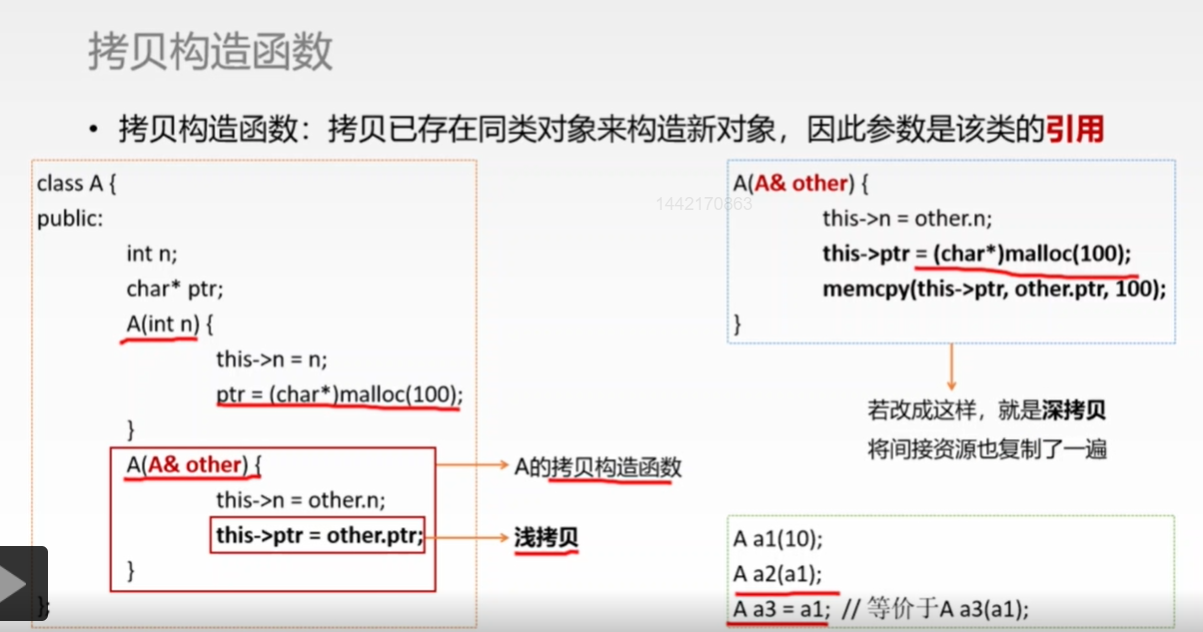 拷贝构造函数
• 拷贝构造函数：拷贝已存在同类对象来构造新对象，因此参数是该类的引用
class A {
public:
int n;
char* ptr;
A(int n) {
this->n = n;
ptr = (char*)malloc(100);
}
A(A& other) {
this->n = other.n;
this->ptr = other.ptr;
}
};
A的拷贝构造函数
浅拷贝
1442170863
A(A& other) {
this->n = other.n;
this->ptr = (char*)malloc(100);
memcpy(this->ptr, other.ptr, 100);
}
若改成这样，就是深拷贝
将间接资源也复制了一遍
A a1(10);
A a2(a1);
A a3 = a1; // 等价于A a3(a1);